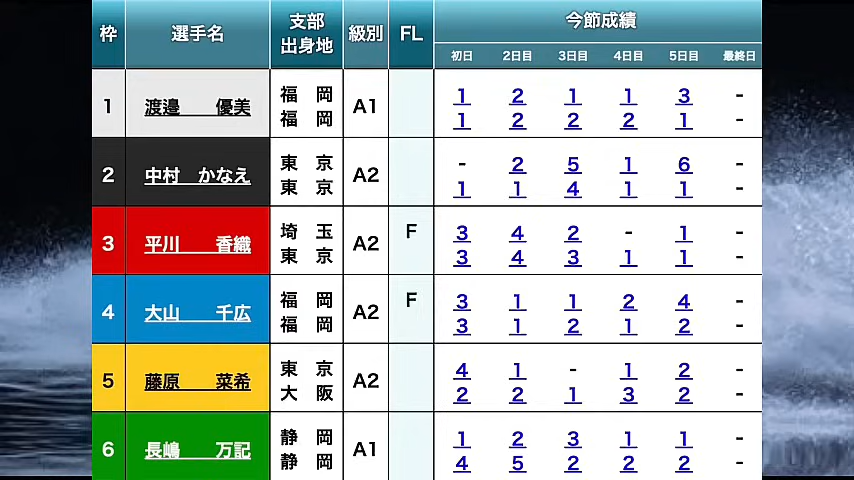 枠 選手名 支部 出身地 級別 FL 今節成績
初日 2日目 3日目 4日目 5日目 最終日
1 渡邉 優美 福岡 福岡 A1
1 2 1 1 3 -
1 2 2 2 1 -
2 中村 かなえ 東京 東京 A2
- 2 5 1 6 -
1 1 4 1 1 -
3 平川 香織 埼玉 東京 A2 F
3 4 2 - 1 -
3 4 3 1 1 -
4 大山 千広 福岡 福岡 A2 F
3 1 1 2 4 -
3 1 2 1 2 -
5 藤原 菜希 東京 大阪 A2
4 1 - 1 2 -
2 2 1 3 2 -
6 長嶋 万記 静岡 静岡 A1
1 2 3 1 1 -
4 5 2 2 2 -